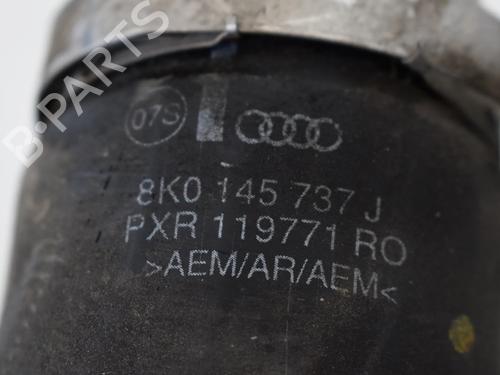 B-PARTS
07S
8K0 145 737 J
PXR 119771 RO
>AEM/AR/AEM<